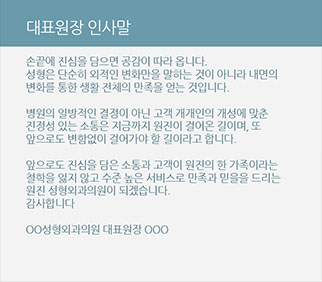 대표원장 인사말
손끝에 진심을 담으면 공감이 따라 옵니다.
성형은 단순히 외적인 변화만을 말하는 것이 아니라 내면의
변화를 통한 생활 전체의 만족을 얻는 것입니다.
병원의 일방적인 결정이 아닌 고객 개개인의 개성에 맞춘
진정성 있는 소통은 지금까지 원진이 걸어온 길이며, 또
앞으로도 변함없이 걸어가야 할 길이라고 합니다.
앞으로도 진심을 담은 소통과 고객이 원진의 한 가족이라는
철학을 잃지 않고 수준 높은 서비스로 만족과 믿을을 드리는
원진 성형외과의원이 되겠습니다.
감사합니다
OO성형외과의원 대표원장 OOO